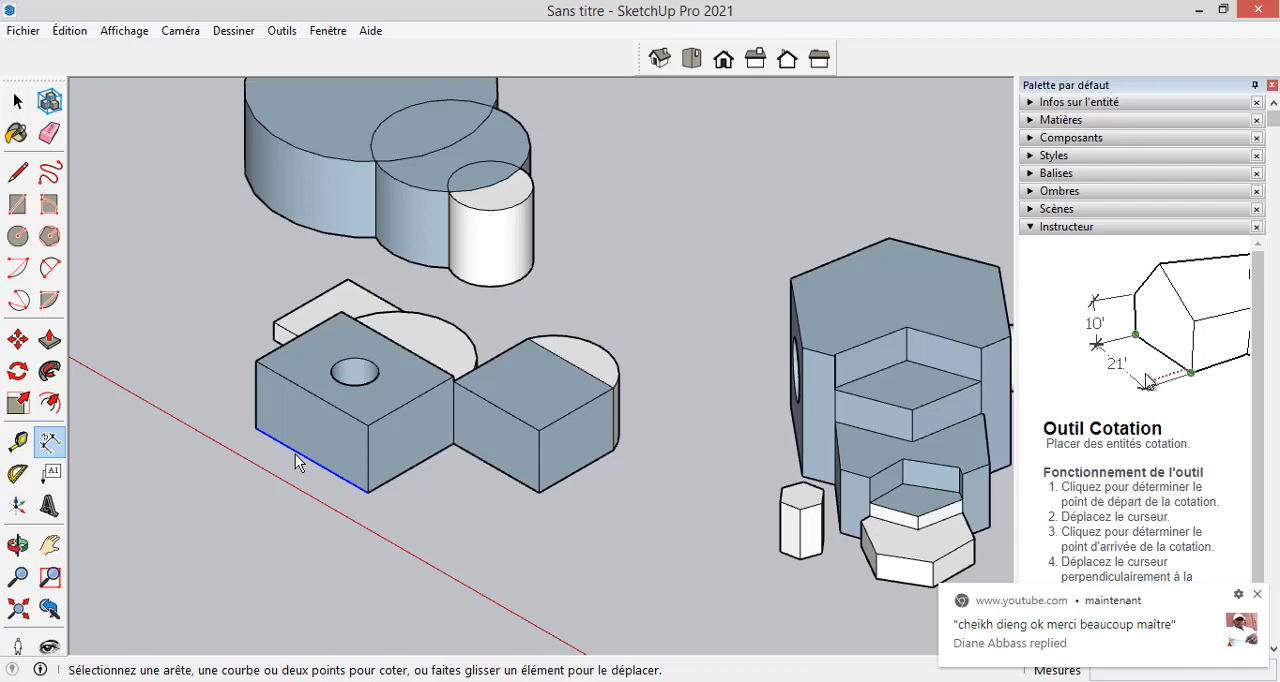 Sans titre - SketchUp Pro 2021
Fichier Édition Affichage Caméra Dessiner Outils Fenêtre Aide
Palette par défaut
Infos sur l'entité
Matières
Composants
Styles
Balises
Ombres
Scènes
Instructeur
10'
21'
Outil Cotation
Placer des entités cotation.
Fonctionnement de l'outil
1. Cliquez pour déterminer le
point de départ de la cotation.
2. Déplacez le curseur.
3. Cliquez pour déterminer le
point d'arrivée de la cotation.
4. Déplacez le curseur
perpendiculairement à la
A1
www.youtube.com • maintenant
"cheikh dieng ok merci beaucoup maître"
Diane Abbass replied
Sélectionnez une arête, une courbe ou deux points pour coter, ou faites glisser un élément pour le déplacer.
Mesures